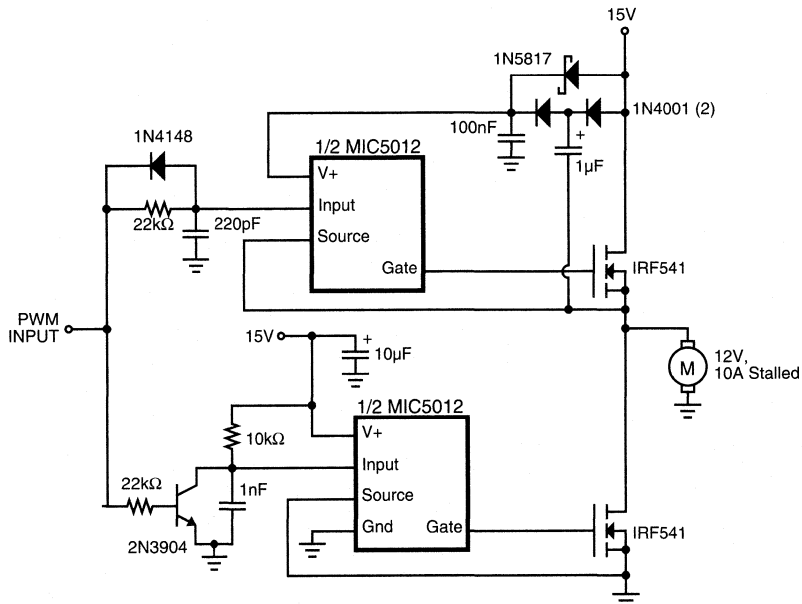 15V
1N5817
1N4001 (2)
100nF
+
1µF
1N4148
1/2 MIC5012
V+
Input
Source
Gate
22kΩ
220pF
IRF541
PWM
INPUT
15V
+
10µF
M
12V,
10A Stalled
1/2 MIC5012
V+
Input
Source
Gnd
Gate
10kΩ
22kΩ
1nF
2N3904
IRF541